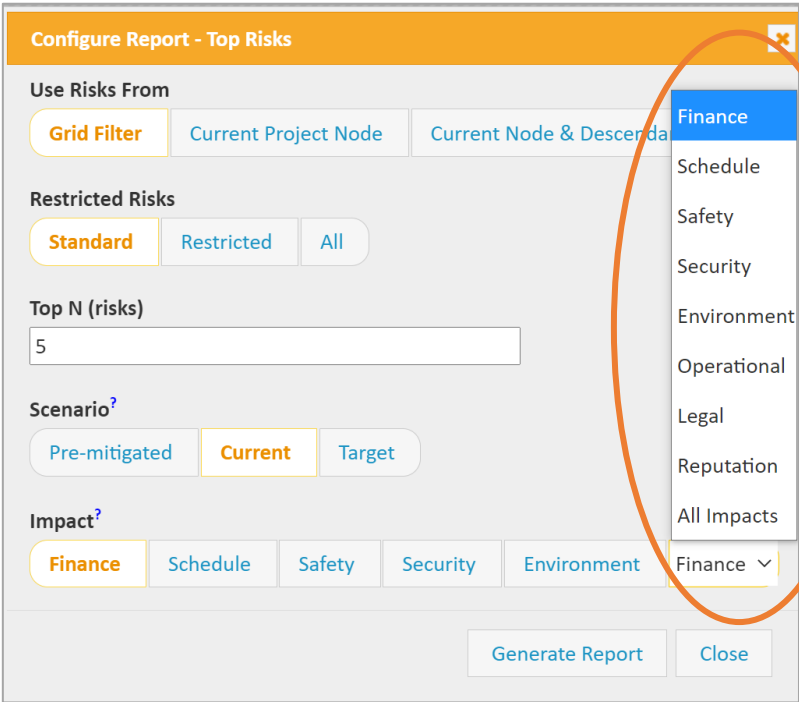 Configure Report - Top Risks
Use Risks From
Grid Filter Current Project Node Current Node & Descenda
Restricted Risks
Standard Restricted All
Top N (risks)
5
Scenario?
Pre-mitigated Current Target
Impact?
Finance Schedule Safety Security Environment Finance
Finance
Schedule
Safety
Security
Environment
Operational
Legal
Reputation
All Impacts
Generate Report Close